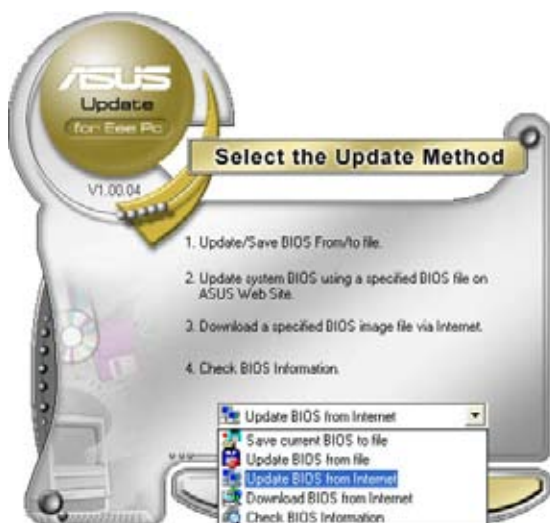 ASUS
Update
for Eee Pc
V1.00.04
Select the Update Method
1. Update/Save BIOS From/to file.
2. Update system BIOS using a specified BIOS file on
ASUS Web Site.
3. Download a specified BIOS image file via Internet.
4. Check BIOS Information.
Update BIOS from Internet
Save current BIOS to file
Update BIOS from file
Update BIOS from Internet
Download BIOS from Internet
Check BIOS Information